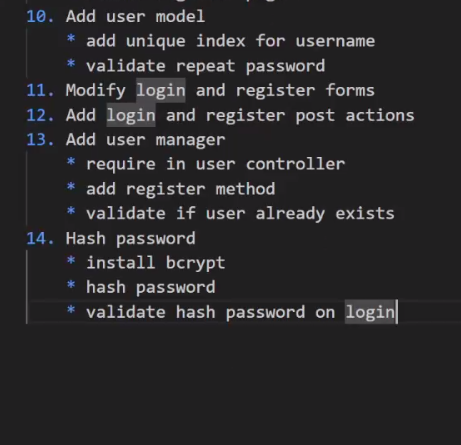 10. Add user model
* add unique index for username
* validate repeat password
11. Modify login and register forms
12. Add login and register post actions
13. Add user manager
* require in user controller
* add register method
* validate if user already exists
14. Hash password
* install bcrypt
* hash password
* validate hash password on login